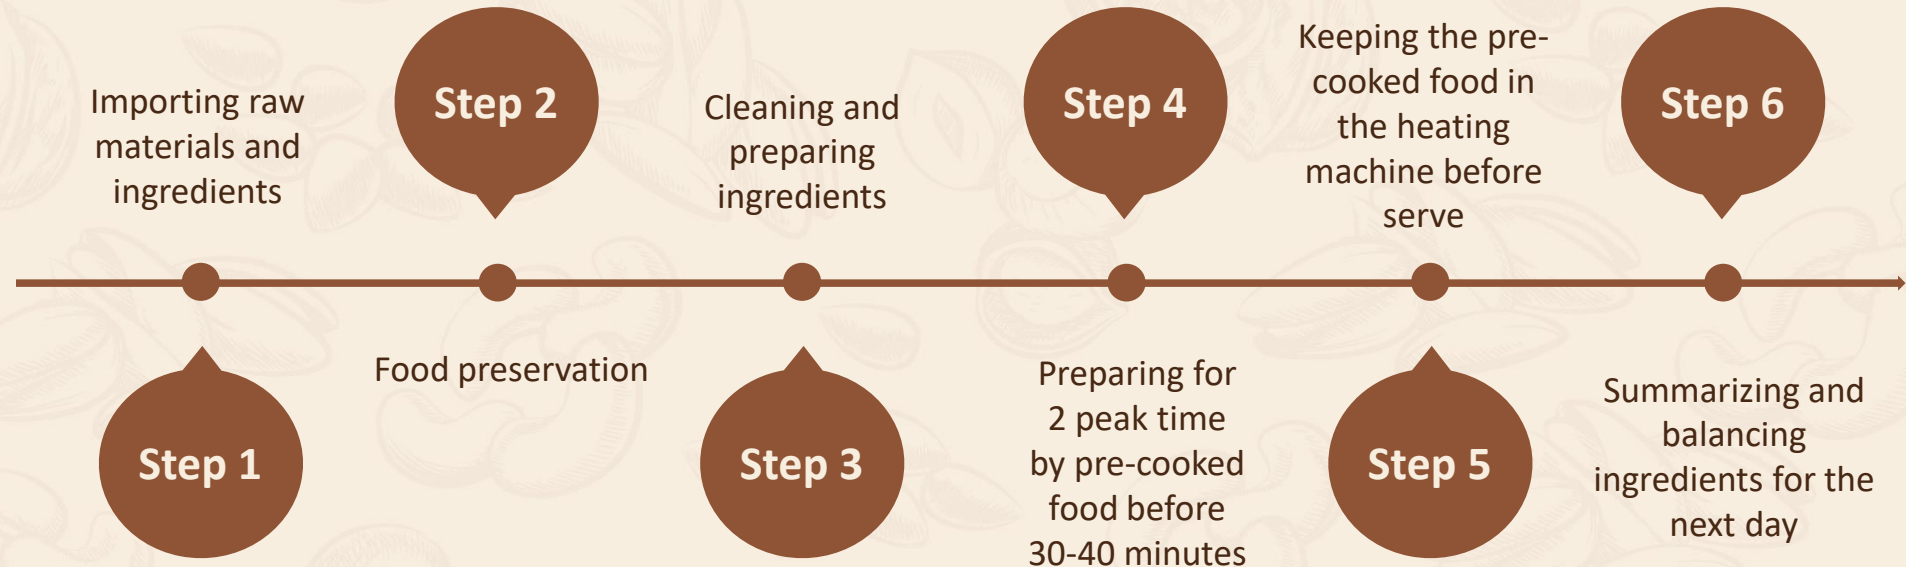 Step 1
Importing raw
materials and
ingredients
Step 2
Food preservation
Step 3
Cleaning and
preparing
ingredients
Step 4
Preparing for
2 peak time
by pre-cooked
food before
30-40 minutes
Step 5
Keeping the pre-
cooked food in
the heating
machine before
serve
Step 6
Summarizing and
balancing
ingredients for the
next day